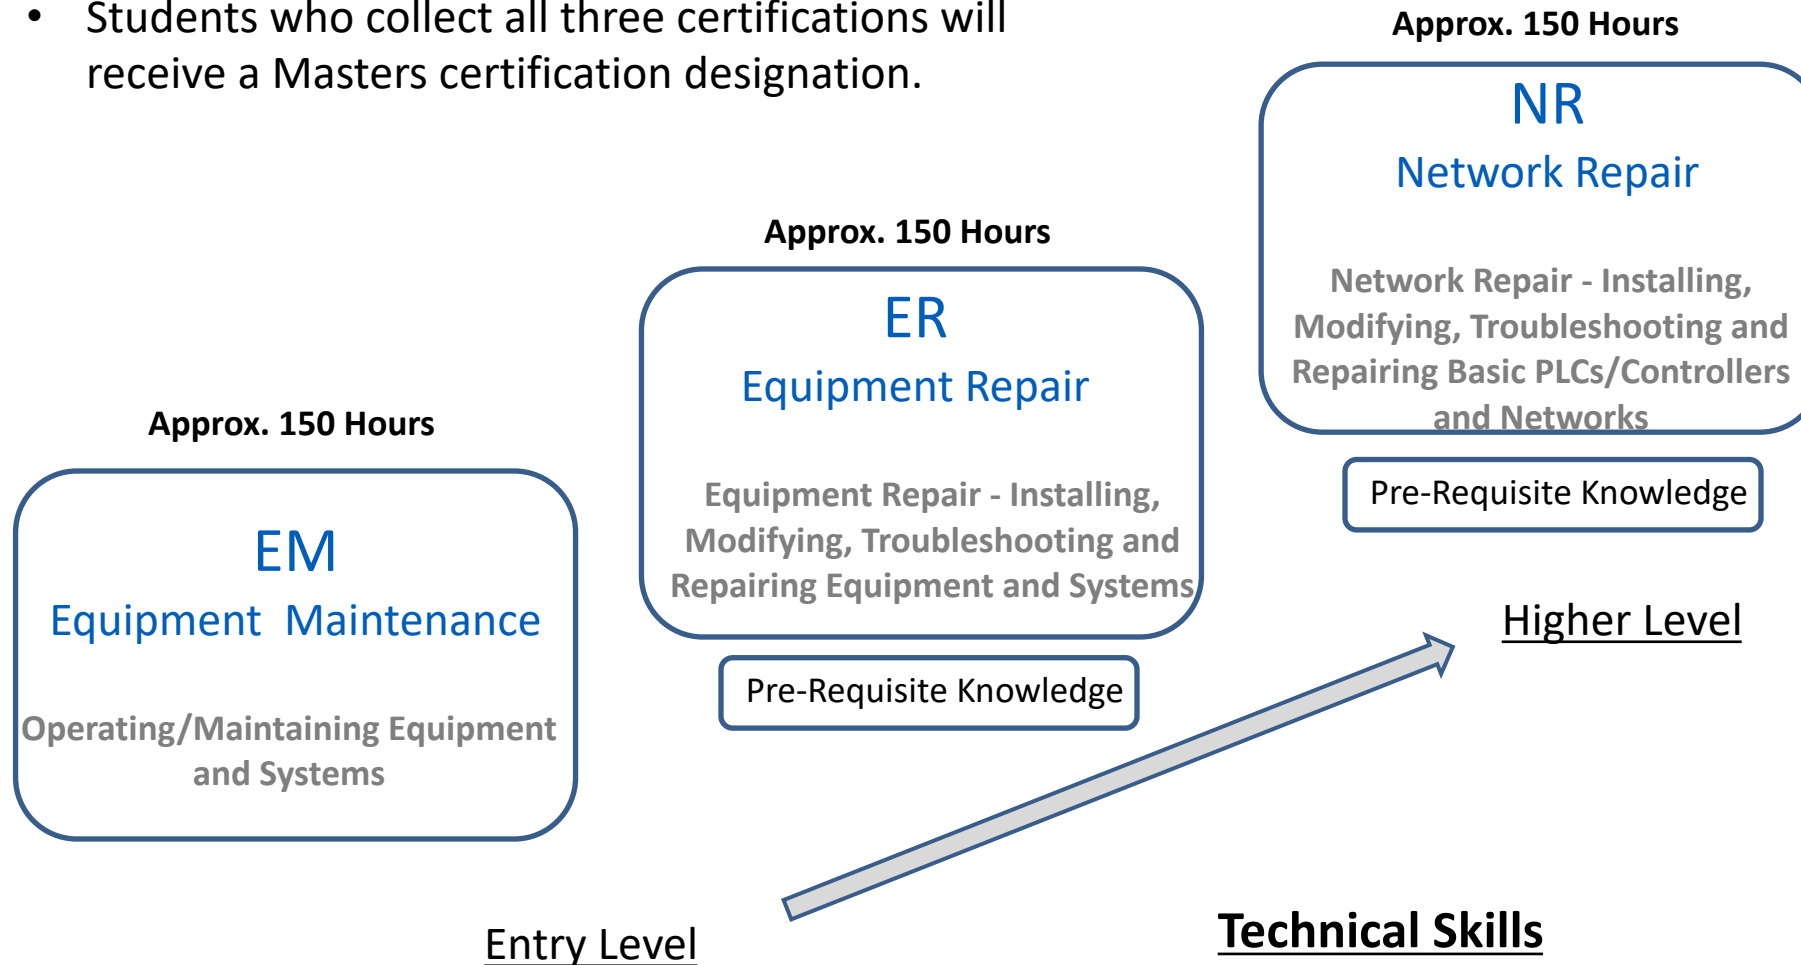 • Students who collect all three certifications will
receive a Masters certification designation.
Approx. 150 Hours
NR
Network Repair
Network Repair - Installing,
Modifying, Troubleshooting and
Repairing Basic PLCs/Controllers
and Networks
Pre-Requisite Knowledge
Approx. 150 Hours
ER
Equipment Repair
Equipment Repair - Installing,
Modifying, Troubleshooting and
Repairing Equipment and Systems
Pre-Requisite Knowledge
Approx. 150 Hours
EM
Equipment  Maintenance
Operating/Maintaining Equipment
and Systems
Higher Level
Entry Level
Technical Skills